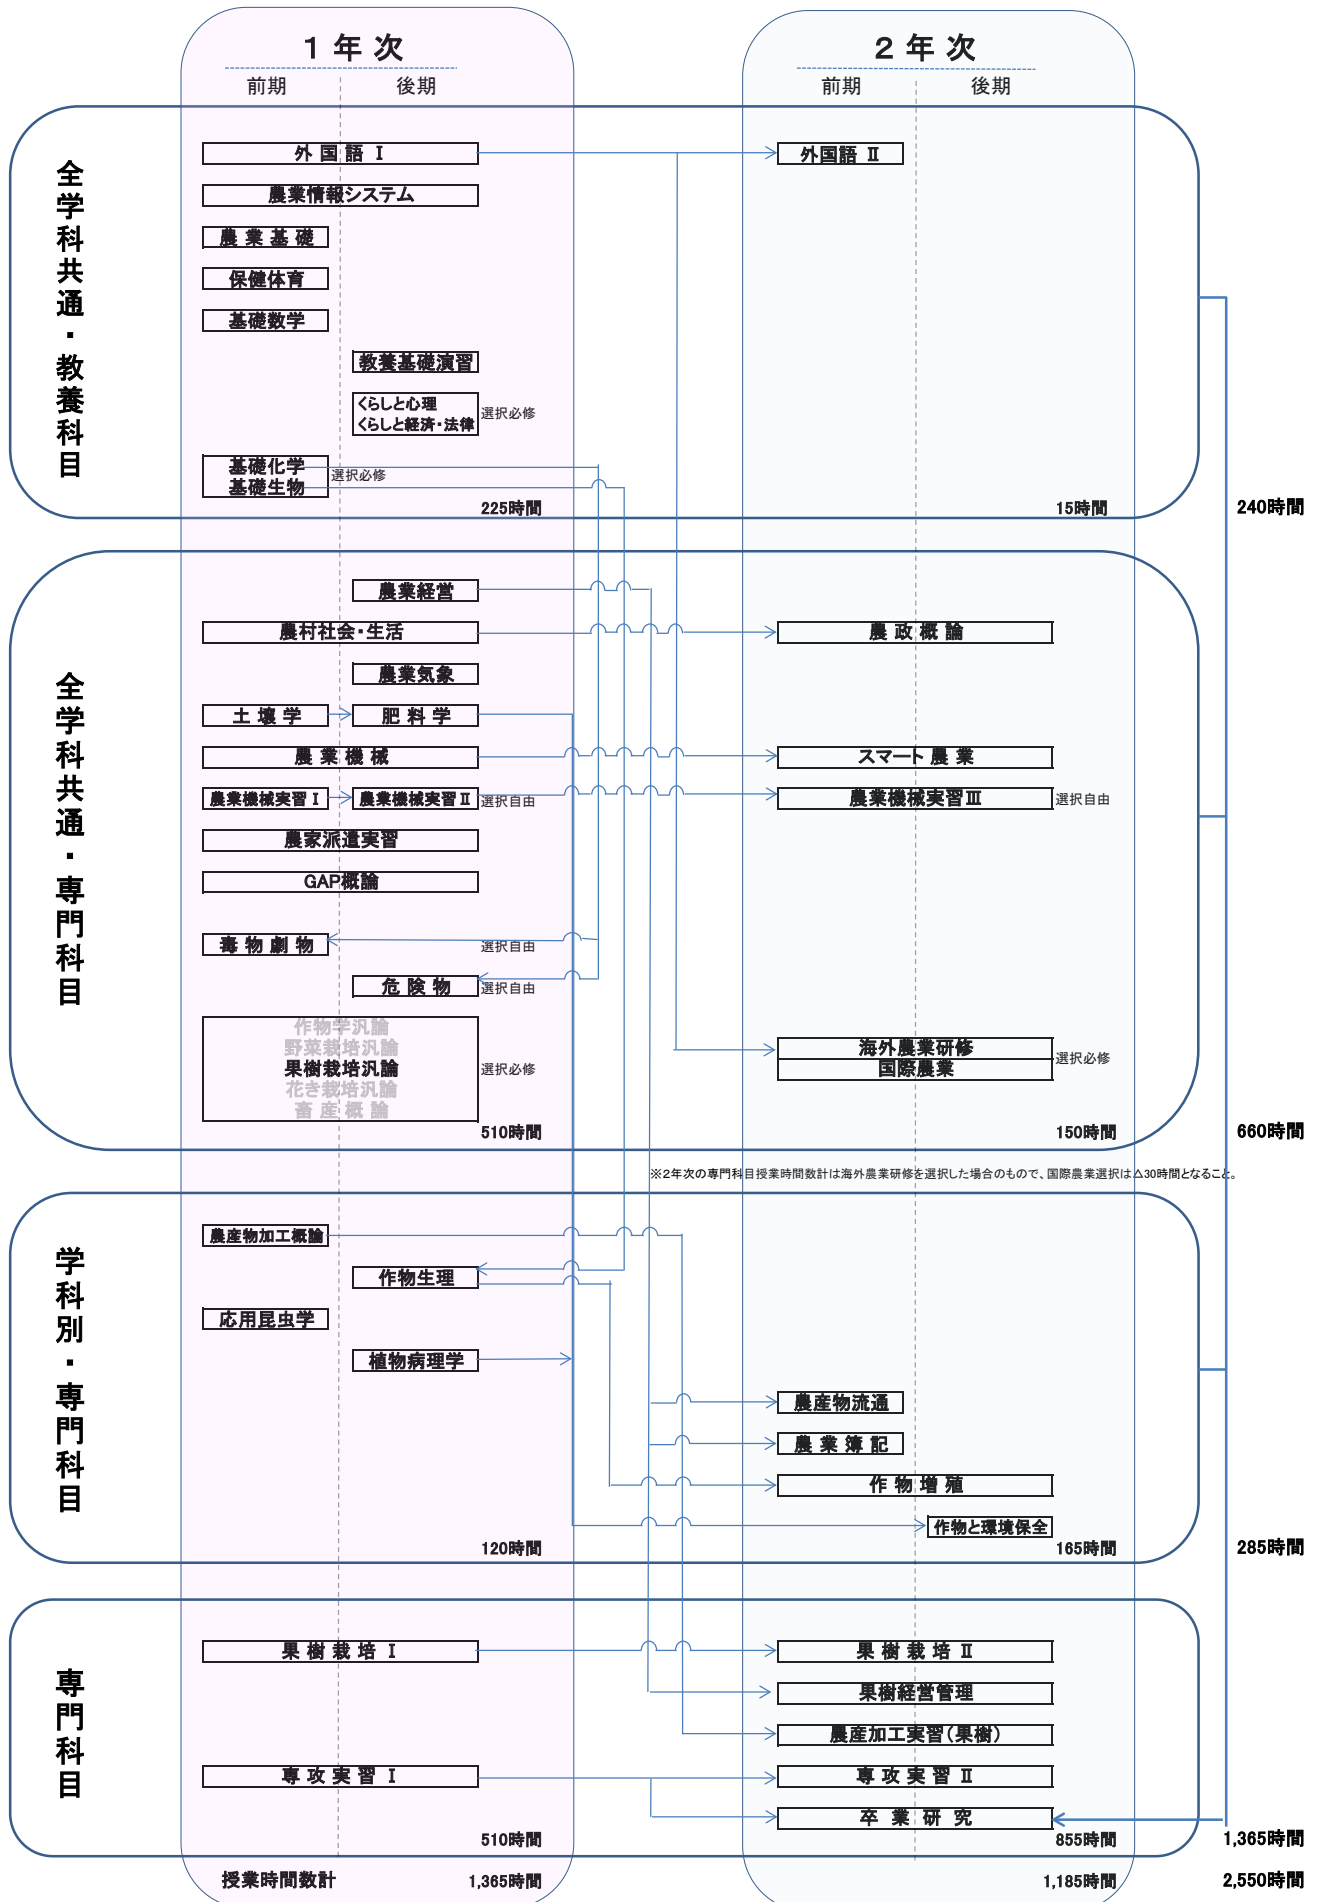 1 年 次
2 年 次
前期
後期
前期
後期
全学科共通・教養科目
外 国 語 Ⅰ
外国語 Ⅱ
農業情報システム
農 業 基 礎
保健体育
基礎数学
教養基礎演習
くらしと心理
くらしと経済・法律
選択必修
基礎化学
基礎生物
選択必修
225時間
15時間
240時間
全学科共通・専門科目
農業経営
農村社会・生活
農 政 概 論
農業気象
土 壌 学
肥 料 学
農 業 機 械
スマート 農 業
農業機械実習 Ⅰ
農業機械実習 Ⅱ
選択自由
農業機械実習Ⅲ
選択自由
農家派遣実習
GAP概論
毒 物 劇 物
選択自由
危 険 物
選択自由
作物学汎論
野菜栽培汎論
果樹栽培汎論
花き栽培汎論
畜 産 概 論
選択必修
海外農業研修
国際農業
選択必修
510時間
150時間
660時間
※2年次の専門科目授業時間数計は海外農業研修を選択した場合のもので、国際農業選択は△30時間となること。
学科別・専門科目
農産物加工概論
作物生理
応用昆虫学
植物病理学
農産物流通
農 業 簿 記
作 物 増 殖
作物と環境保全
120時間
165時間
285時間
専門科目
果 樹 栽 培 Ⅰ
果 樹 栽 培 Ⅱ
果樹経営管理
農産加工実習(果樹)
専 攻 実 習 Ⅰ
専 攻 実 習 Ⅱ
卒 業 研 究
510時間
855時間
1,365時間
授業時間数計
1,365時間
1,185時間
2,550時間